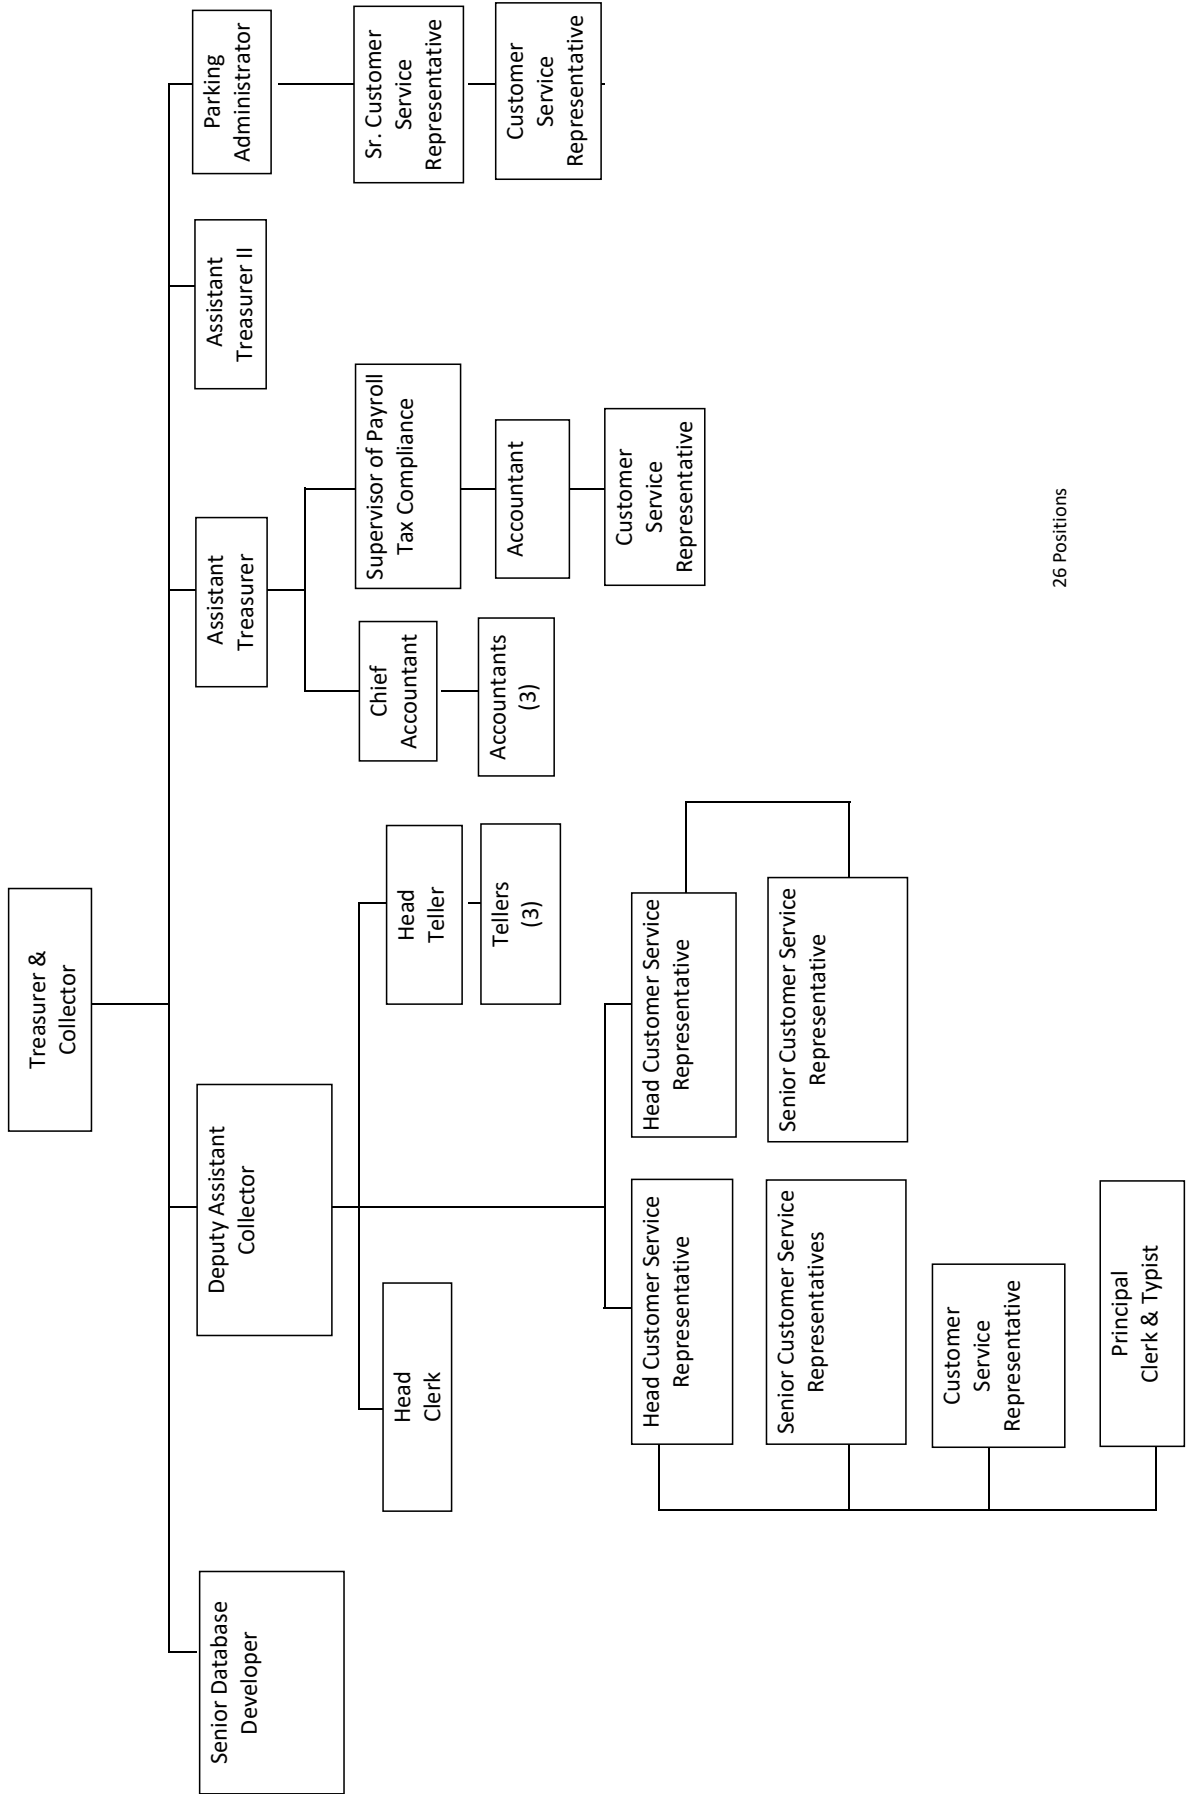 Treasurer &
Collector
Senior Database
Developer
Deputy Assistant
Collector
Assistant
Treasurer
Assistant
Treasurer II
Parking
Administrator
Head
Clerk
Head
Teller
Tellers
(3)
Chief
Accountant
Accountants
(3)
Supervisor of Payroll
Tax Compliance
Accountant
Customer
Service
Representative
Sr. Customer
Service
Representative
Customer
Service
Representative
Head Customer Service
Representative
Head Customer Service
Representative
Senior Customer Service
Representatives
Senior Customer Service
Representative
Customer
Service
Representative
Principal
Clerk & Typist
26 Positions